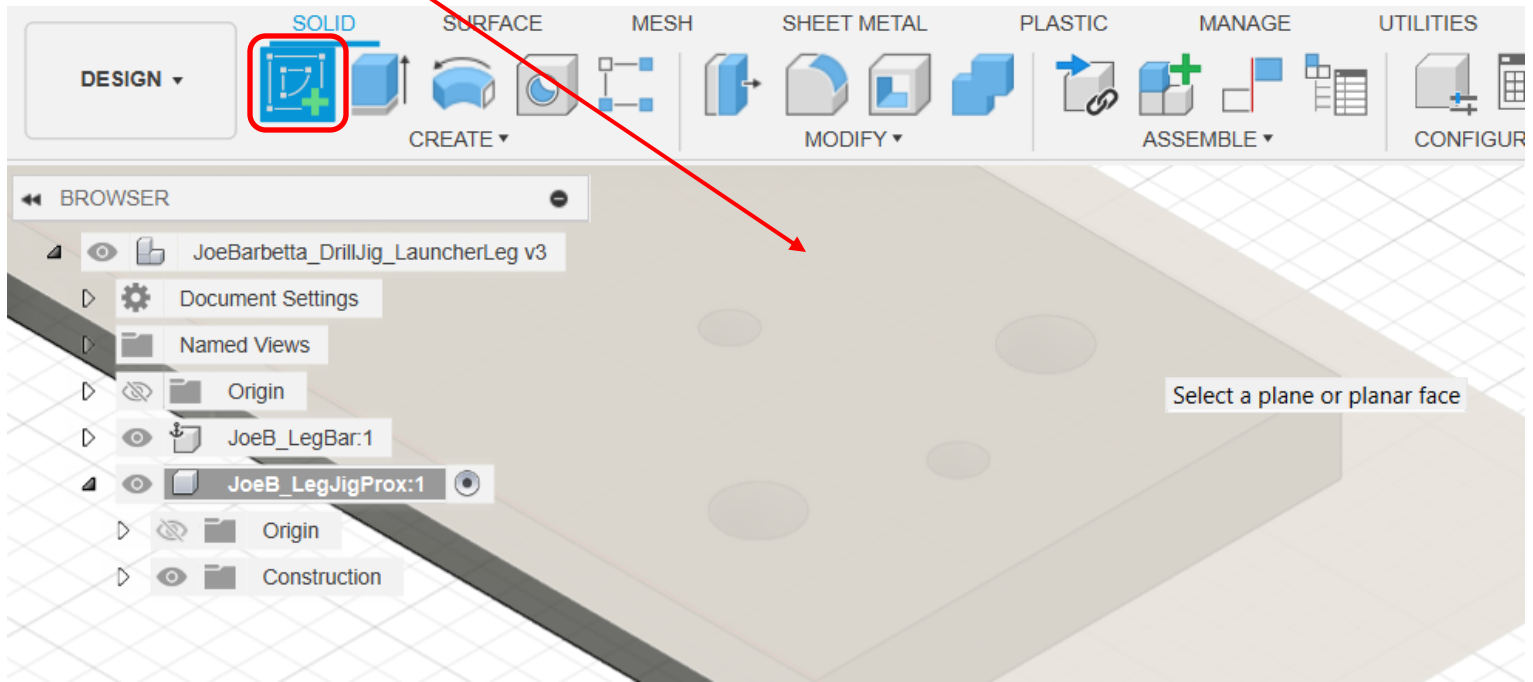 SOLID SURFACE MESH SHEET METAL PLASTIC MANAGE UTILITIES
DESIGN ▾
CREATE ▾ MODIFY ▾ ASSEMBLE ▾ CONFIGUR
BROWSER
JoeBarbetta_DrillJig_LauncherLeg v3
Document Settings
Named Views
Origin
Select a plane or planar face
JoeB_LegBar:1
JoeB_LegJigProx:1
Origin
Construction